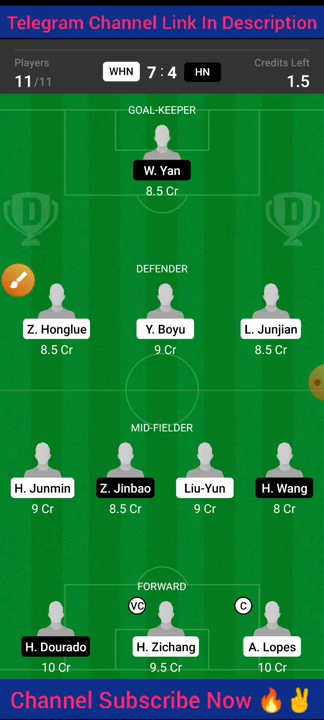 Telegram Channel Link In Description
Players
11/11
WHN 7:4 HN
Credits Left
1.5
GOAL-KEEPER
W. Yan
8.5 Cr
D
D
DEFENDER
Z. Honglue
Y. Boyu
L. Junjian
8.5 Cr
9 Cr
8.5 Cr
MID-FIELDER
H. Junmin
Z. Jinbao
Liu-Yun
H. Wang
9 Cr
8.5 Cr
9 Cr
8 Cr
FORWARD
VC
C
H. Dourado
H. Zichang
A. Lopes
10 Cr
9.5 Cr
10 Cr
Channel Subscribe Now 🔥✌